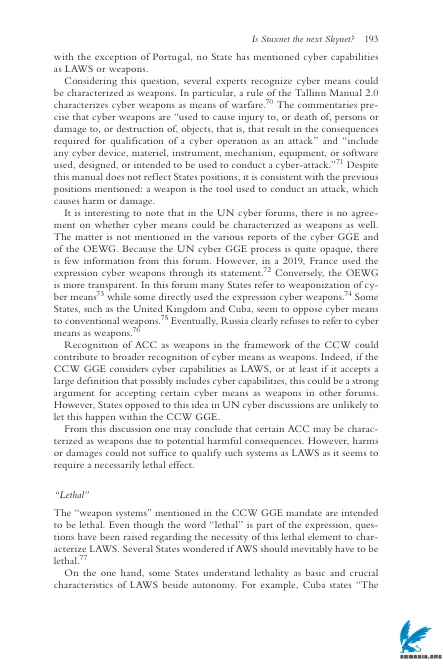 Is Stuxnet the next Skynet? 193
with the exception of Portugal, no State has mentioned cyber capabilities
as LAWS or weapons.
Considering this question, several experts recognize cyber means could
be characterized as weapons. In particular, a rule of the Tallinn Manual 2.0
characterizes cyber weapons as means of warfare.70 The commentaries pre-
cise that cyber weapons are “used to cause injury to, or death of, persons or
damage to, or destruction of, objects, that is, that result in the consequences
required for qualification of a cyber operation as an attack” and “include
any cyber device, materiel, instrument, mechanism, equipment, or software
used, designed, or intended to be used to conduct a cyber-attack.”71 Despite
this manual does not reflect States positions, it is consistent with the previous
positions mentioned: a weapon is the tool used to conduct an attack, which
causes harm or damage.
It is interesting to note that in the UN cyber forums, there is no agree-
ment on whether cyber means could be characterized as weapons as well.
The matter is not mentioned in the various reports of the cyber GGE and
of the OEWG. Because the UN cyber GGE process is quite opaque, there
is few information from this forum. However, in a 2019, France used the
expression cyber weapons through its statement.72 Conversely, the OEWG
is more transparent. In this forum many States refer to weaponization of cy-
ber means73 while some directly used the expression cyber weapons.74 Some
States, such as the United Kingdom and Cuba, seem to oppose cyber means
to conventional weapons.75 Eventually, Russia clearly refuses to refer to cyber
means as weapons.76
Recognition of ACC as weapons in the framework of the CCW could
contribute to broader recognition of cyber means as weapons. Indeed, if the
CCW GGE considers cyber capabilities as LAWS, or at least if it accepts a
large definition that possibly includes cyber capabilities, this could be a strong
argument for accepting certain cyber means as weapons in other forums.
However, States opposed to this idea in UN cyber discussions are unlikely to
let this happen within the CCW GGE.
From this discussion one may conclude that certain ACC may be charac-
terized as weapons due to potential harmful consequences. However, harms
or damages could not suffice to qualify such systems as LAWS as it seems to
require a necessarily lethal effect.
“Lethal”
The “weapon systems” mentioned in the CCW GGE mandate are intended
to be lethal. Even though the word “lethal” is part of the expression, ques-
tions have been raised regarding the necessity of this lethal element to char-
acterize LAWS. Several States wondered if AWS should inevitably have to be
lethal.77
On the one hand, some States understand lethality as basic and crucial
characteristics of LAWS beside autonomy. For example, Cuba states “The